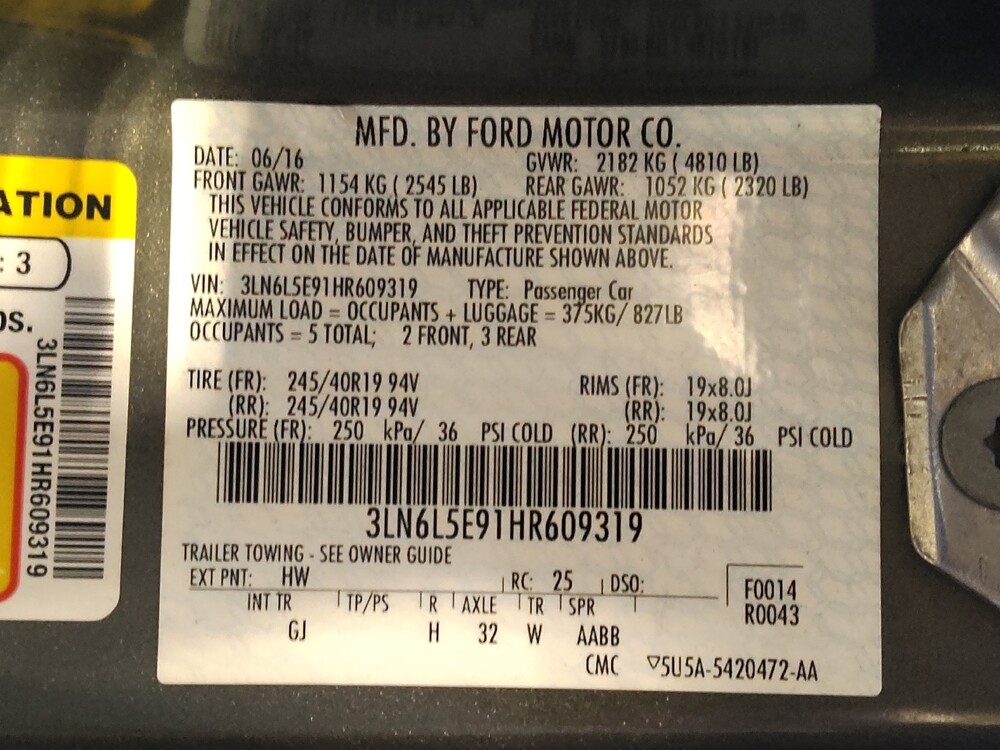 MFD. BY FORD MOTOR CO.
DATE: 06/16 GVWR: 2182 KG ( 4810 LB)
FRONT GAWR: 1154 KG ( 2545 LB) REAR GAWR: 1052 KG ( 2320 LB)
THIS VEHICLE CONFORMS TO ALL APPLICABLE FEDERAL MOTOR
VEHICLE SAFETY, BUMPER, AND THEFT PREVENTION STANDARDS
IN EFFECT ON THE DATE OF MANUFACTURE SHOWN ABOVE.
VIN: 3LN6L5E91HR609319 TYPE: Passenger Car
MAXIMUM LOAD = OCCUPANTS + LUGGAGE = 375KG/ 827LB
OCCUPANTS = 5 TOTAL; 2 FRONT, 3 REAR
TIRE (FR): 245/40R19 94V RIMS (FR): 19x8.0J
(RR): 245/40R19 94V (RR): 19x8.0J
PRESSURE (FR): 250 kPa/ 36 PSI COLD (RR): 250 kPa/ 36 PSI COLD
3LN6L5E91HR609319
TRAILER TOWING - SEE OWNER GUIDE
EXT PNT: HW RC: 25 DSO:
F0014
R0043
INT TR TP/PS R AXLE TR SPR
GJ H 32 W AABB
CMC ▽5U5A-5420472-AA
ATION
: 3
os.
3LN6L5E91HR609319